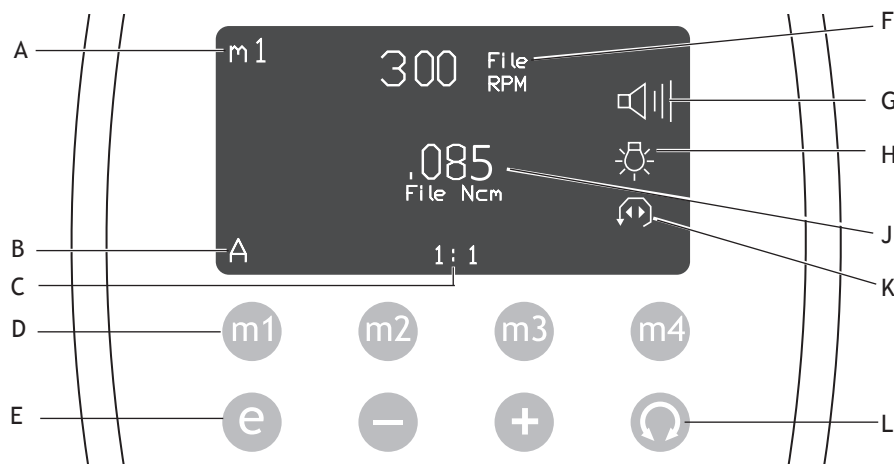 A
m1
300
File
RPM
F
G
H
.085
File Ncm
J
K
B
A
1:1
C
D
m1
m2
m3
m4
E
e
−
+
L